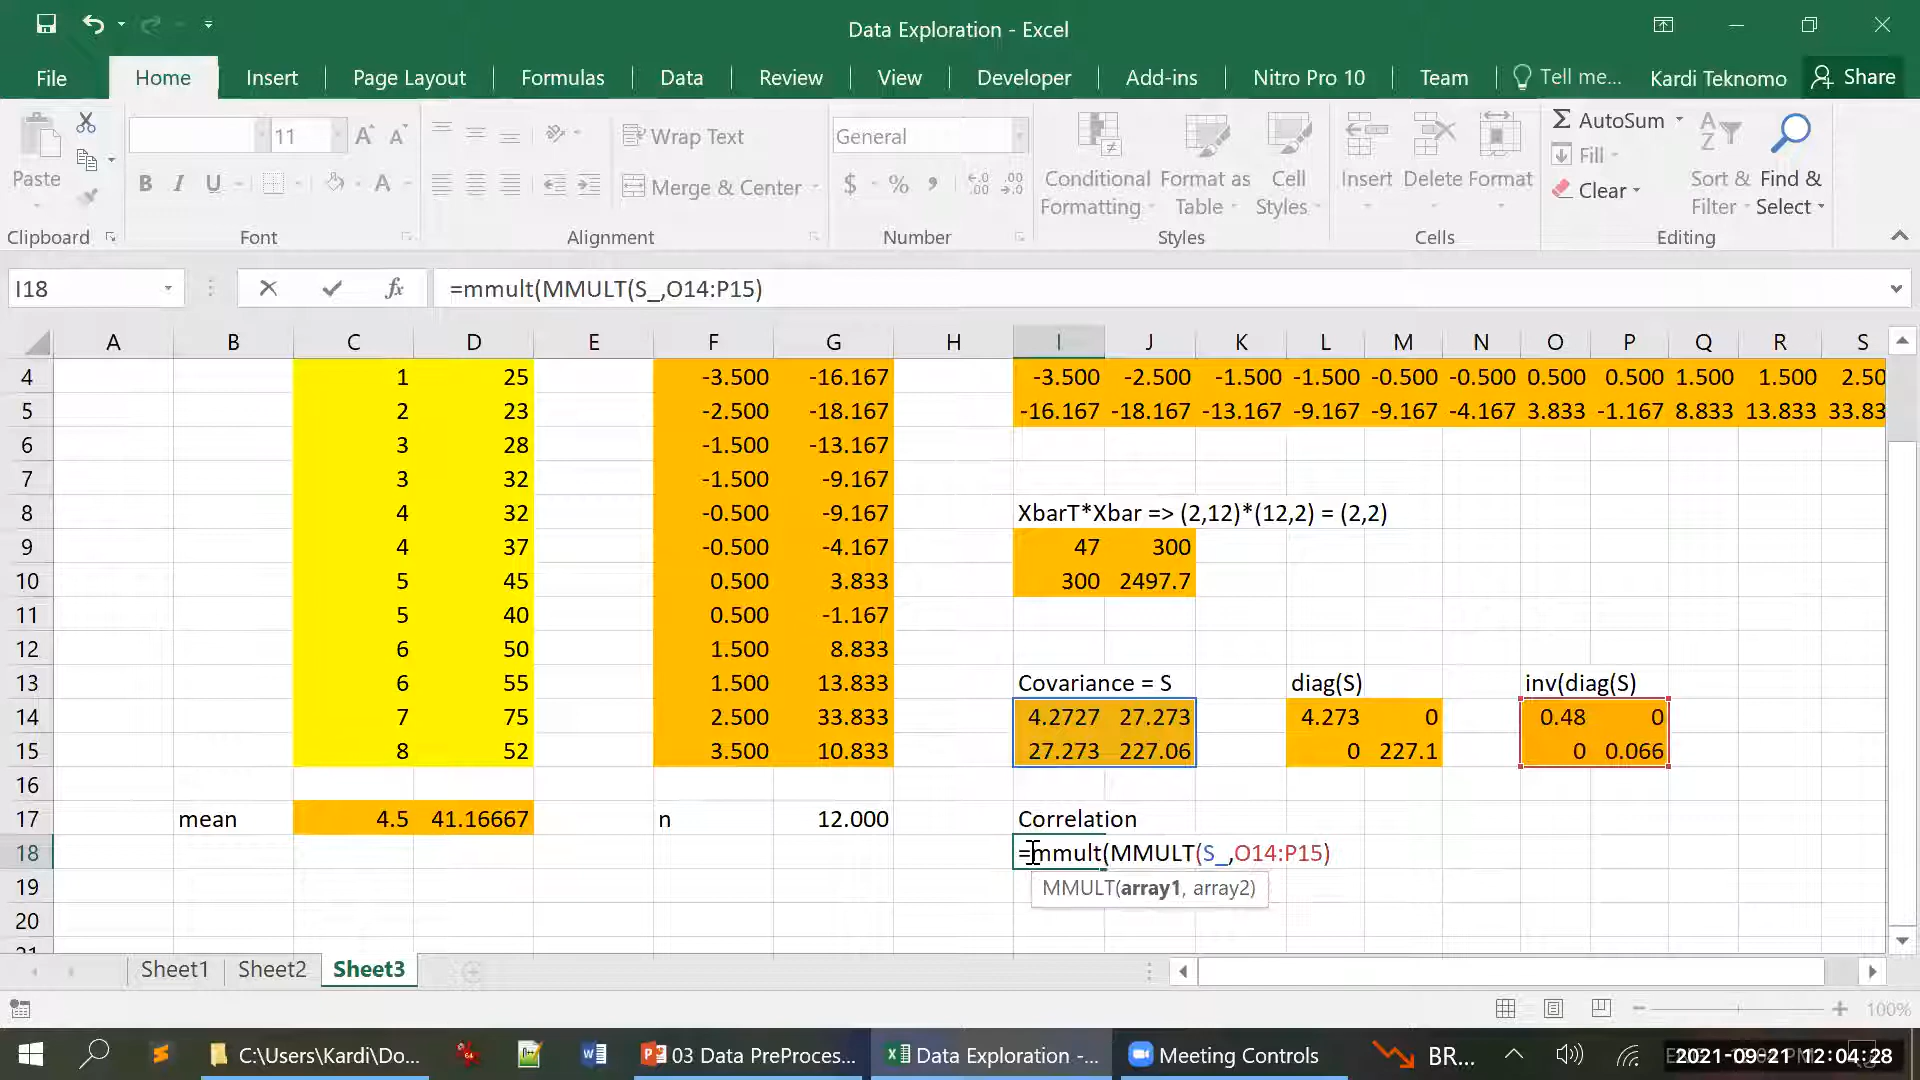 Data Exploration - Excel
File Home Insert Page Layout Formulas Data Review View Developer Add-ins Nitro Pro 10 Team Tell me... Kardi Teknomo Share
Paste
Clipboard
11
B I U A
Font
Wrap Text
Merge & Center
Alignment
General
$ % ,
Number
Conditional Formatting
Format as Table
Cell Styles
Styles
Insert Delete Format
Cells
AutoSum
Fill
Clear
Sort & Filter
Find & Select
Editing
I18 fx =mmult(MMULT(S_,O14:P15)
A B C D E F G H I J K L M N O P Q R S
4 1 25 -3.500 -16.167 -3.500 -2.500 -1.500 -1.500 -0.500 -0.500 0.500 0.500 1.500 1.500 2.50
5 2 23 -2.500 -18.167 -16.167 -18.167 -13.167 -9.167 -9.167 -4.167 3.833 -1.167 8.833 13.833 33.83
6 3 28 -1.500 -13.167
7 3 32 -1.500 -9.167
8 4 32 -0.500 -9.167 XbarT*Xbar => (2,12)*(12,2) = (2,2)
9 4 37 -0.500 -4.167 47 300
10 5 45 0.500 3.833 300 2497.7
11 5 40 0.500 -1.167
12 6 50 1.500 8.833
13 6 55 1.500 13.833 Covariance = S diag(S) inv(diag(S)
14 7 75 2.500 33.833 4.2727 27.273 4.273 0 0.48 0
15 8 52 3.500 10.833 27.273 227.06 0 227.1 0 0.066
16
17 mean 4.5 41.16667 n 12.000 Correlation
18 =mmult(MMULT(S_,O14:P15)
19 MMULT(array1, array2)
20
Sheet1 Sheet2 Sheet3
100%
C:\Users\Kardi\Do... 03 Data PreProces... Data Exploration -... Meeting Controls BR... 2021-09-21 12:04:28